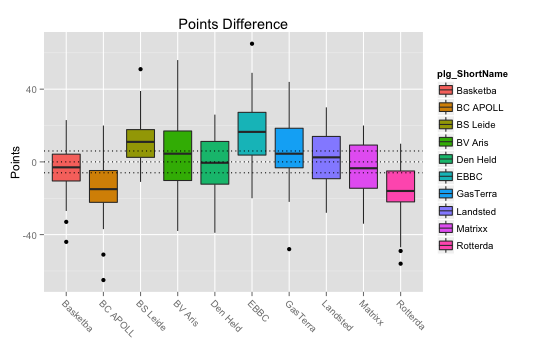 Points Difference
Points
40
0
-40
Basketba
BC APOLL
BS Leide
BV Aris
Den Held
EBBC
GasTerra
Landsted
Matrixx
Rotterda
plg_ShortName
Basketba
BC APOLL
BS Leide
BV Aris
Den Held
EBBC
GasTerra
Landsted
Matrixx
Rotterda